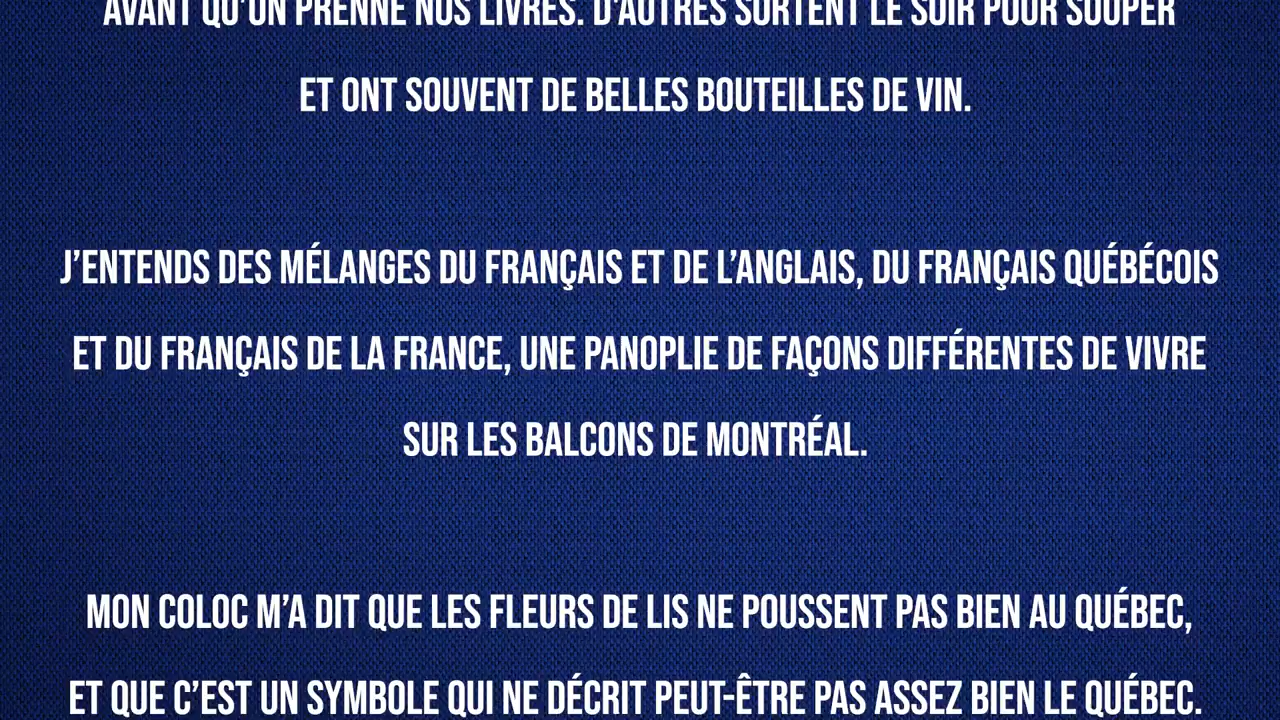 AVANT QU'ON PRENNE NOS LIVRES. D'AUTRES SORTENT LE SOIR POUR SOUPER
ET ONT SOUVENT DE BELLES BOUTEILLES DE VIN.
J'ENTENDS DES MÉLANGES DU FRANÇAIS ET DE L'ANGLAIS, DU FRANÇAIS QUÉBÉCOIS
ET DU FRANÇAIS DE LA FRANCE, UNE PANOPLIE DE FAÇONS DIFFÉRENTES DE VIVRE
SUR LES BALCONS DE MONTRÉAL.
MON COLOC M'A DIT QUE LES FLEURS DE LIS NE POUSSENT PAS BIEN AU QUÉBEC,
ET QUE C'EST UN SYMBOLE QUI NE DÉCRIT PEUT-ÊTRE PAS ASSEZ BIEN LE QUÉBEC.